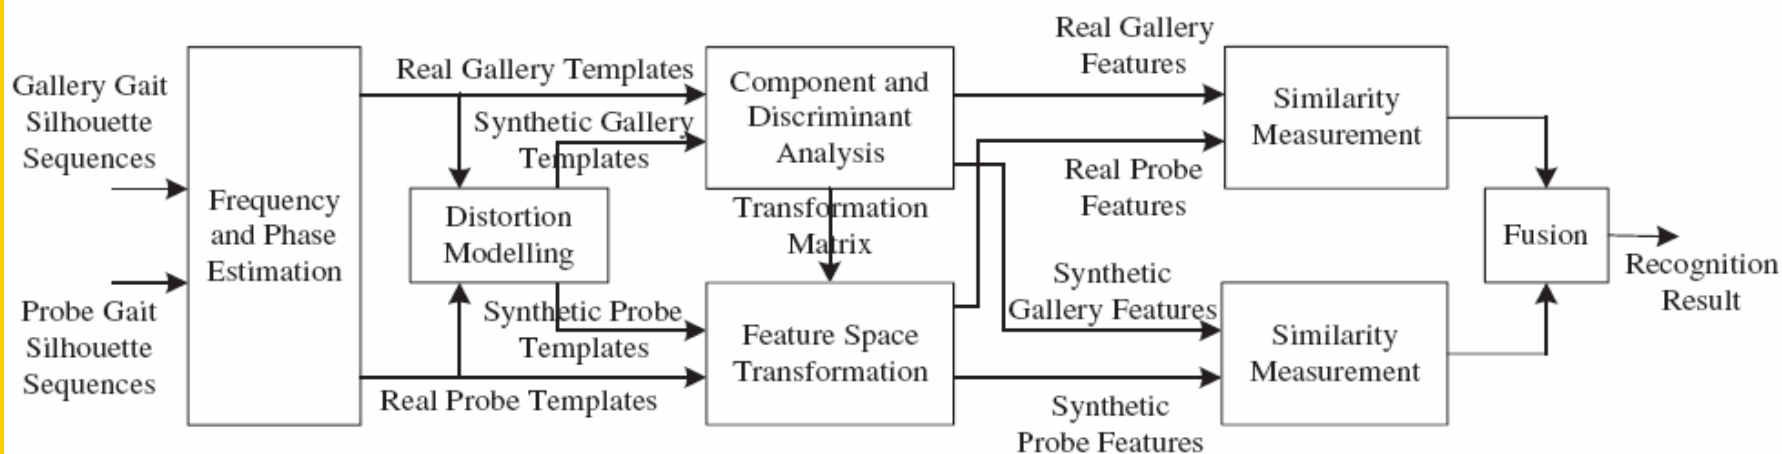 Gallery Gait
Silhouette
Sequences
Probe Gait
Silhouette
Sequences
Frequency
and Phase
Estimation
Real Gallery Templates
Synthetic Gallery
Templates
Distortion
Modelling
Synthetic Probe
Templates
Real Probe Templates
Component and
Discriminant
Analysis
Transformation
Matrix
Feature Space
Transformation
Real Gallery
Features
Real Probe
Features
Synthetic
Gallery Features
Synthetic
Probe Features
Similarity
Measurement
Similarity
Measurement
Fusion
Recognition
Result